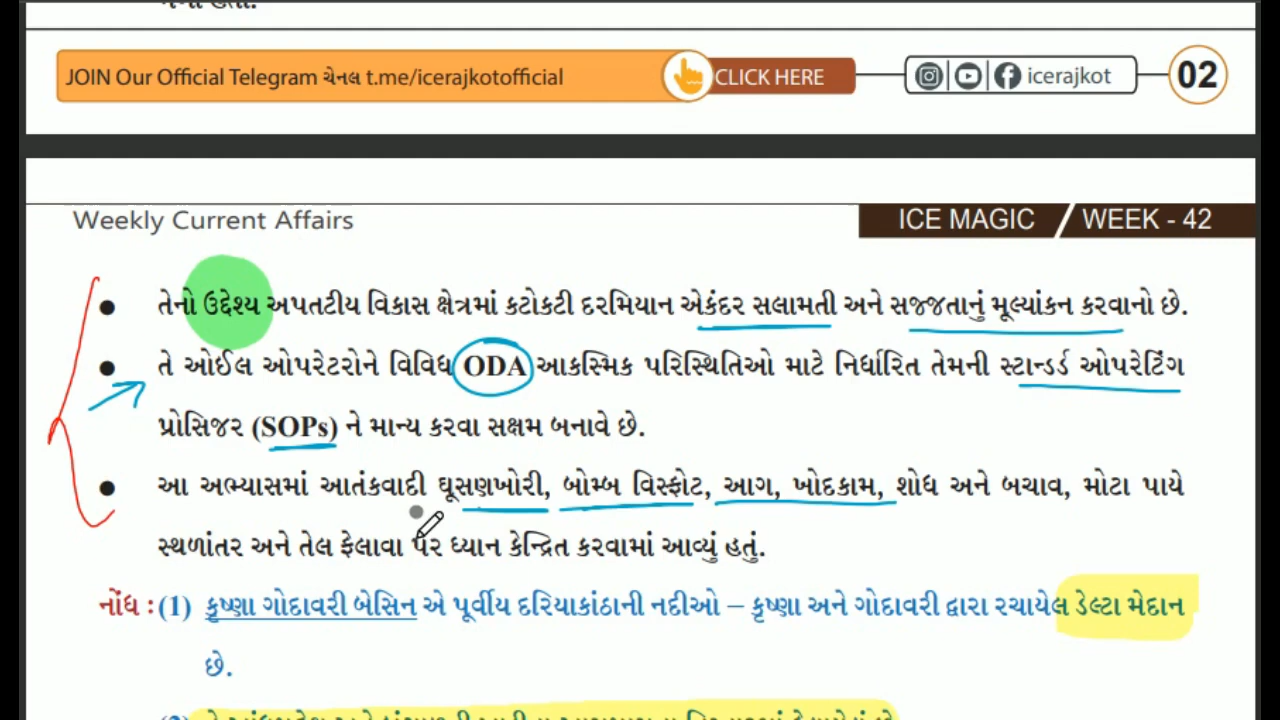 JOIN Our Official Telegram ચેનલ t.me/icerajkotofficial CLICK HERE icerajkot 02
Weekly Current Affairs ICE MAGIC / WEEK - 42
● તેનો ઉદ્દેશ્ય અપતટીય વિકાસ ક્ષેત્રમાં કટોકટી દરમિયાન એકંદર સલામતી અને સજ્જતાનું મૂલ્યાંકન કરવાનો છે.
● તે ઓઈલ ઓપરેટરોને વિવિધ ODA આકસ્મિક પરિસ્થિતિઓ માટે નિર્ધારિત તેમની સ્ટાન્ડર્ડ ઓપરેટિંગ
પ્રોસિજર (SOPs) ને માન્ય કરવા સક્ષમ બનાવે છે.
● આ અભ્યાસમાં આતંકવાદી ઘૂસણખોરી, બોમ્બ વિસ્ફોટ, આગ, ખોદકામ, શોધ અને બચાવ, મોટા પાયે
સ્થળાંતર અને તેલ ફેલાવા પર ધ્યાન કેન્દ્રિત કરવામાં આવ્યું હતું.
નોંધ : (1) કૃષ્ણા ગોદાવરી બેસિન એ પૂર્વીય દરિયાકાંઠાની નદીઓ – કૃષ્ણા અને ગોદાવરી દ્વારા રચાયેલ ડેલ્ટા મેદાન
છે.